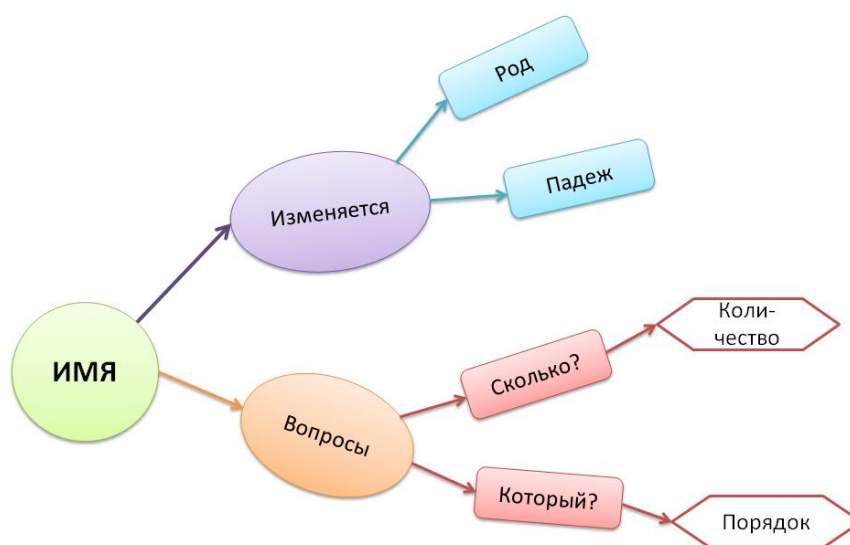 Род
Падеж
Изменяется
Коли-
чество
Сколько?
ИМЯ
Вопросы
Который?
Порядок